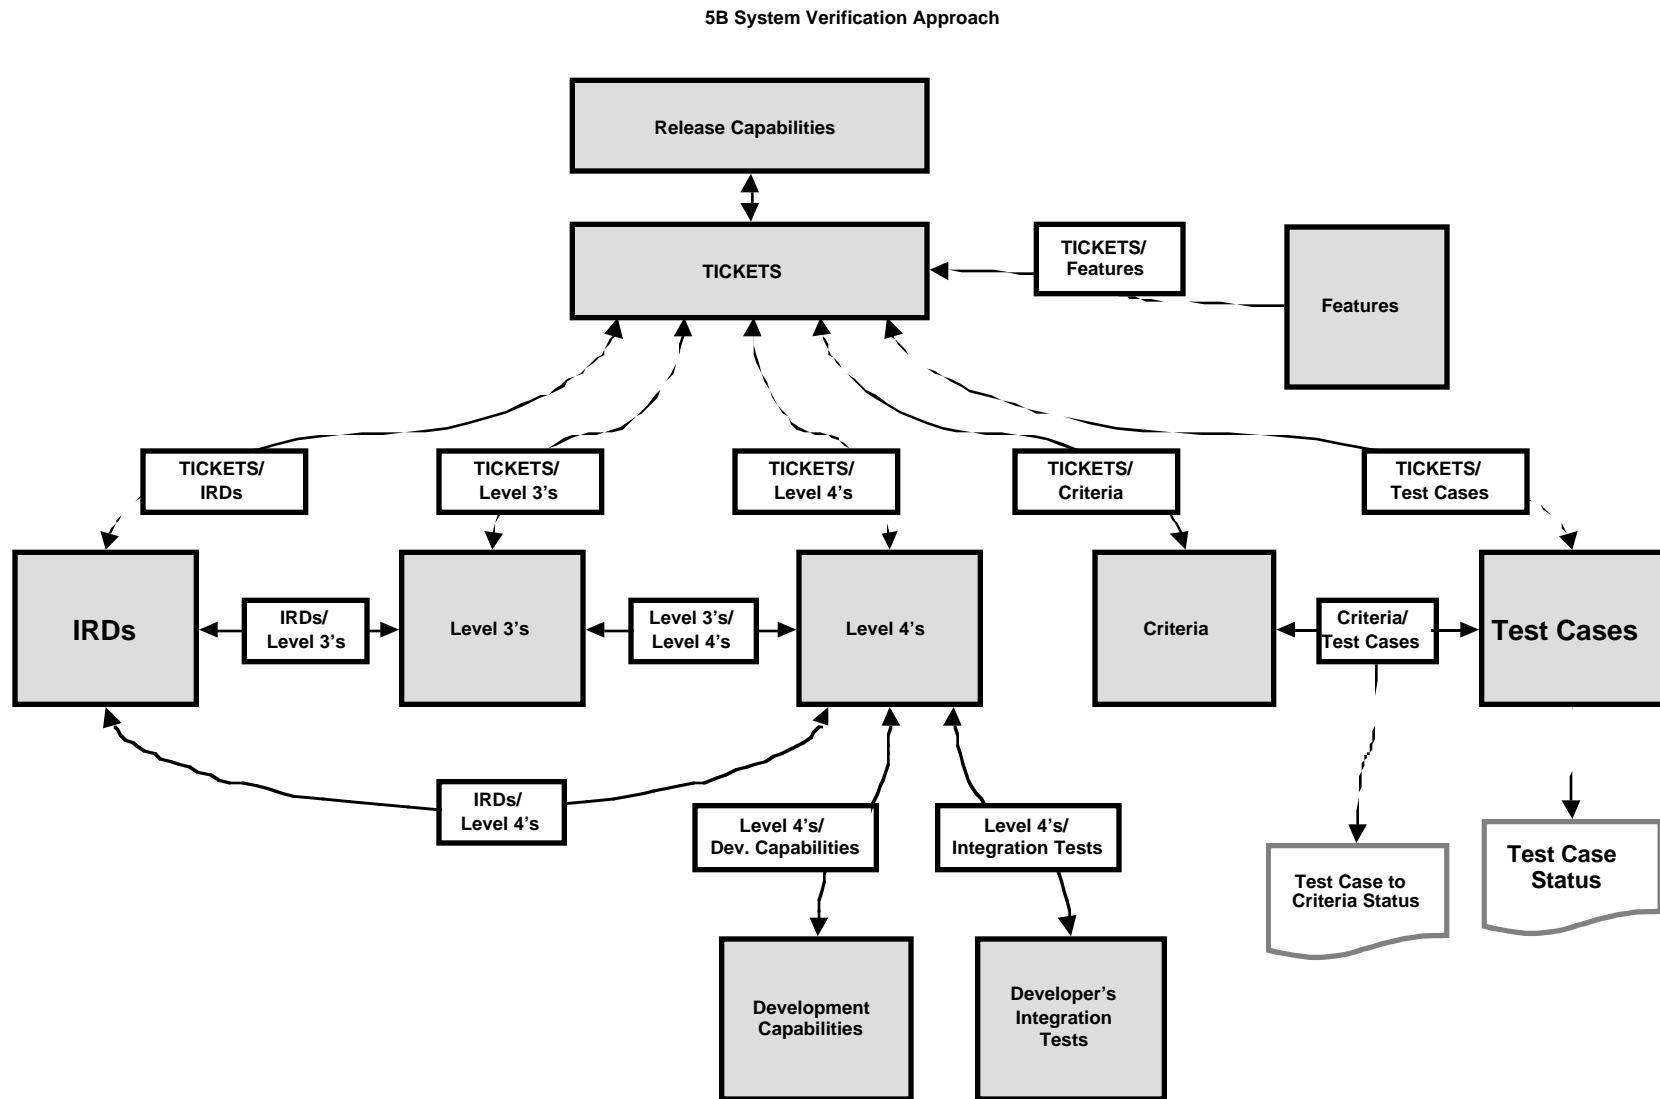 5B System Verification Approach
Release Capabilities
TICKETS
TICKETS/
Features
Features
TICKETS/
IRDs
TICKETS/
Level 3’s
TICKETS/
Level 4’s
TICKETS/
Criteria
TICKETS/
Test Cases
IRDs
IRDs/
Level 3’s
Level 3’s
Level 3’s/
Level 4’s
Level 4’s
Criteria
Criteria/
Test Cases
Test Cases
IRDs/
Level 4’s
Level 4’s/
Dev. Capabilities
Level 4’s/
Integration Tests
Test Case to
Criteria Status
Test Case
Status
Development
Capabilities
Developer’s
Integration
Tests